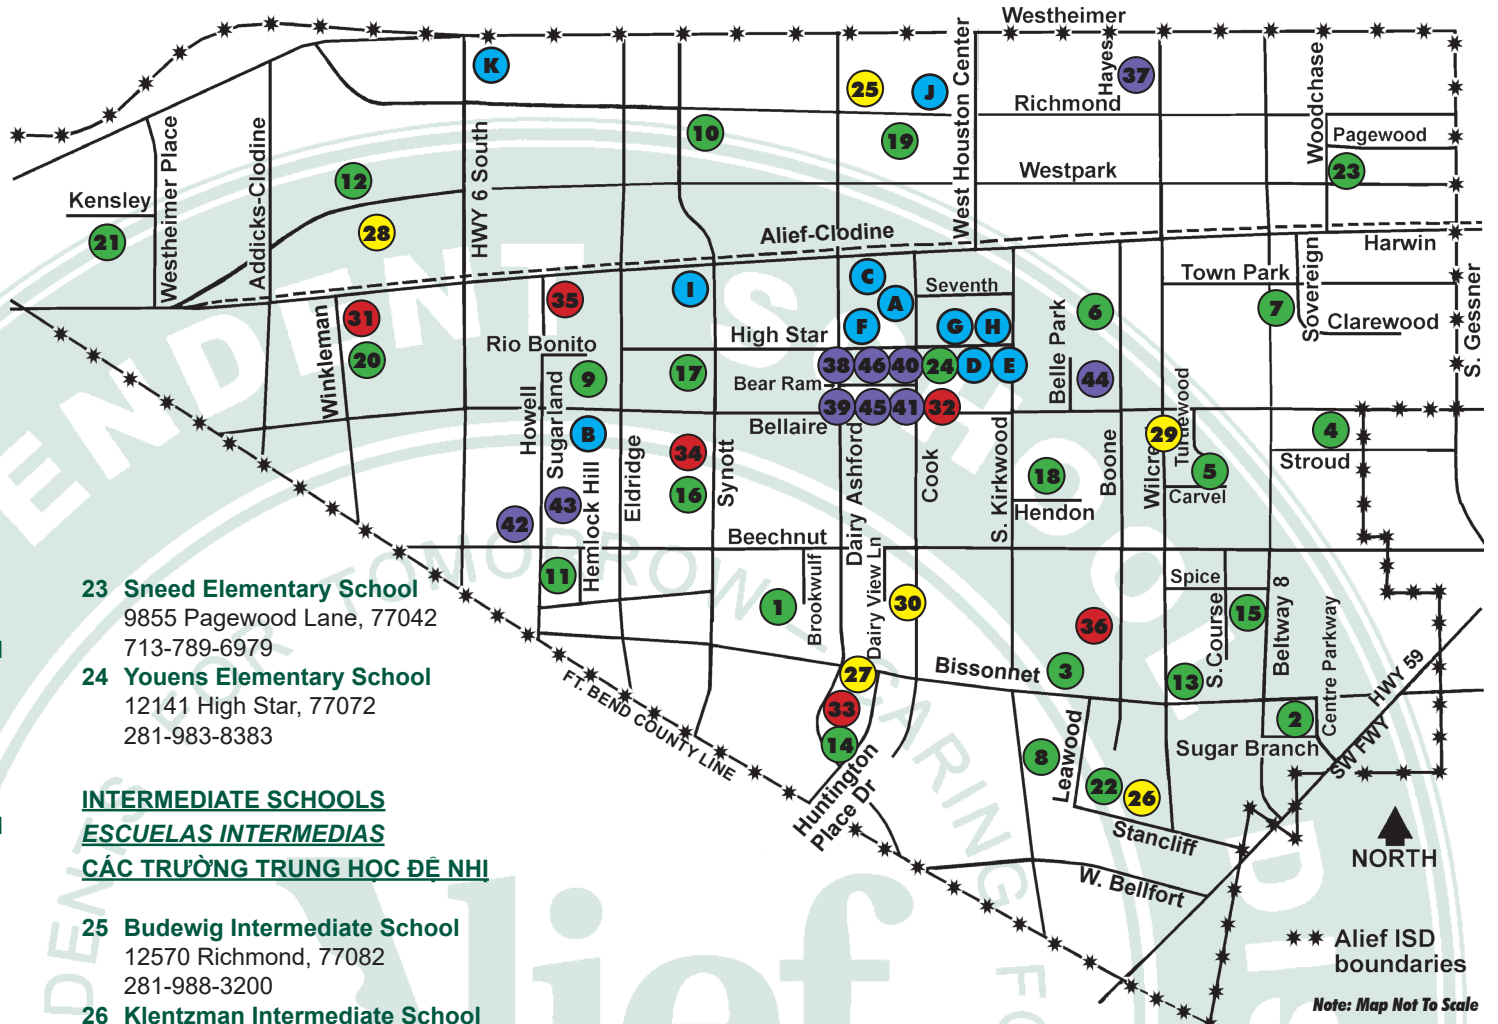 Westheimer
K
25
J
Hayes
37
West Houston Center
Richmond
Woodchase
Pagewood
10
19
12
Westpark
23
Kensley
21
Westheimer Place
Addicks-Clodine
28
HWY 6 South
Alief-Clodine
Harwin
31
35
I
C
A
Seventh
Town Park
Sovereign
7
Clarewood
S. Gessner
F
G
H
Belle Park
6
High Star
Winkleman
20
Rio Bonito
9
17
38
46
40
24
D
E
44
Bear Ram
39
45
41
32
Bellaire
Howell
Sugarland
B
Eldridge
34
16
Synott
Dairy Ashford
Cook
S. Kirkwood
18
Hendon
Boone
Wilcrest
29
Turtlewood
5
Carvel
4
Stroud
42
43
Hemlock Hill
Beechnut
11
1
Brookwulf
Dairy View Ln
30
36
Spice
S.Course
15
Beltway 8
Centre Parkway
HWY 59
SW FWY
Bissonnet
3
13
27
33
14
Huntington
Place Dr
FT. BEND COUNTY LINE
8
Leawood
22
26
Stancliff
2
Sugar Branch
W. Bellfort
NORTH
Alief ISD
boundaries
Note: Map Not To Scale
23 Sneed Elementary School
9855 Pagewood Lane, 77042
713-789-6979
24 Youens Elementary School
12141 High Star, 77072
281-983-8383
INTERMEDIATE SCHOOLS
ESCUELAS INTERMEDIAS
CÁC TRƯỜNG TRUNG HỌC ĐỆ NHỊ
25 Budewig Intermediate School
12570 Richmond, 77082
281-988-3200
26 Klentzman Intermediate School
Alief